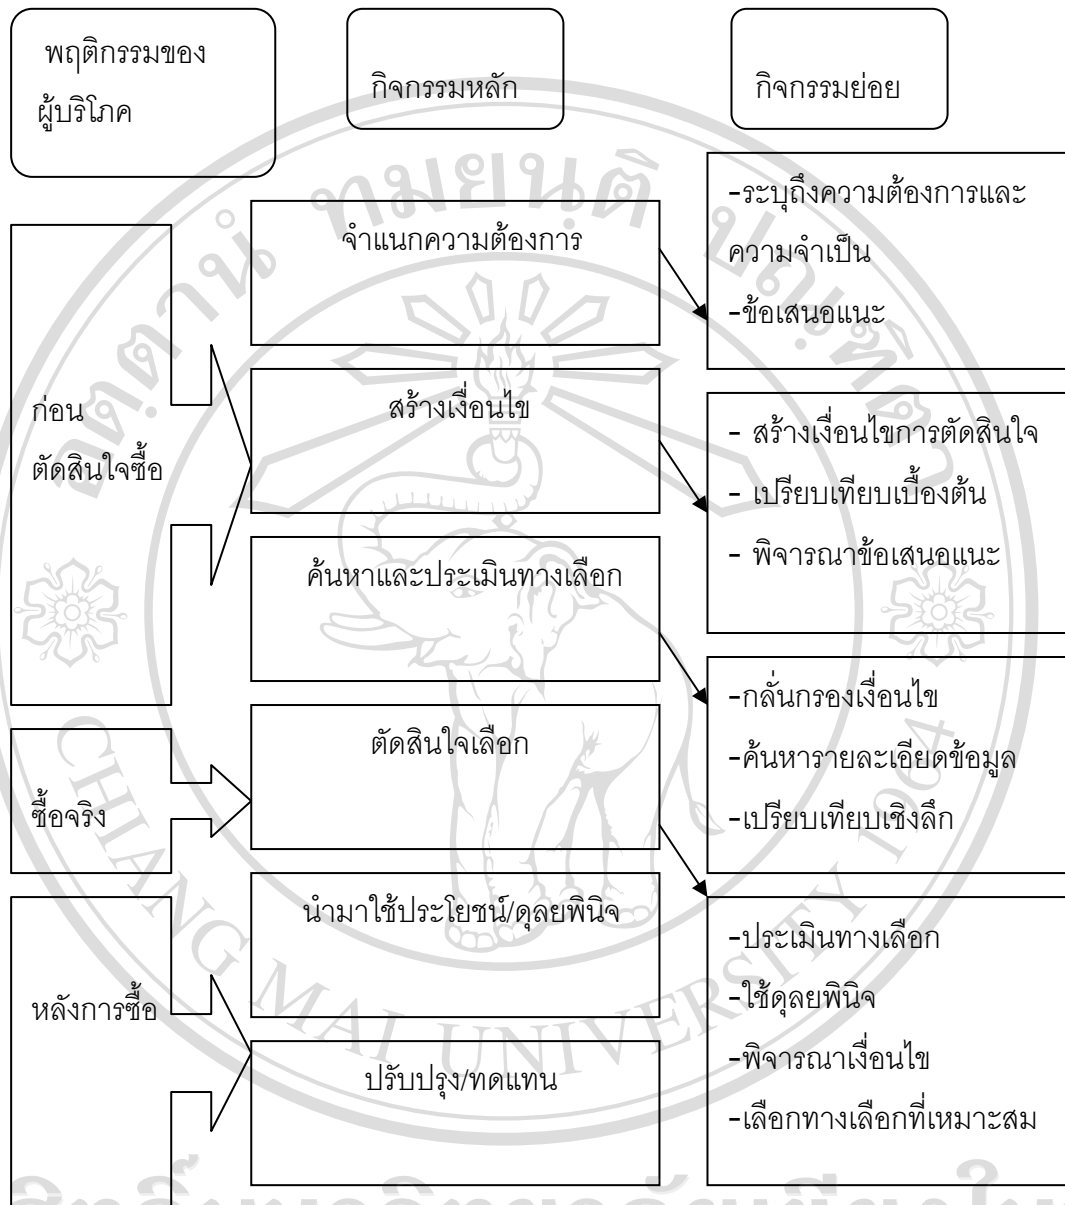 พฤติกรรมของ
ผู้บริโภค
กิจกรรมหลัก
กิจกรรมย่อย
ก่อน
ตัดสินใจซื้อ
จำแนกความต้องการ
-ระบุถึงความต้องการและ
ความจำเป็น
-ข้อเสนอแนะ
สร้างเงื่อนไข
- สร้างเงื่อนไขการตัดสินใจ
- เปรียบเทียบเบื้องต้น
- พิจารณาข้อเสนอแนะ
ค้นหาและประเมินทางเลือก
-กลั่นกรองเงื่อนไข
-ค้นหารายละเอียดข้อมูล
-เปรียบเทียบเชิงลึก
ซื้อจริง
ตัดสินใจเลือก
-ประเมินทางเลือก
-ใช้ดุลยพินิจ
-พิจารณาเงื่อนไข
-เลือกทางเลือกที่เหมาะสม
หลังการซื้อ
นำมาใช้ประโยชน์/ดุลยพินิจ
ปรับปรุง/ทดแทน
CHIANG MAI UNIVERSITY 1964